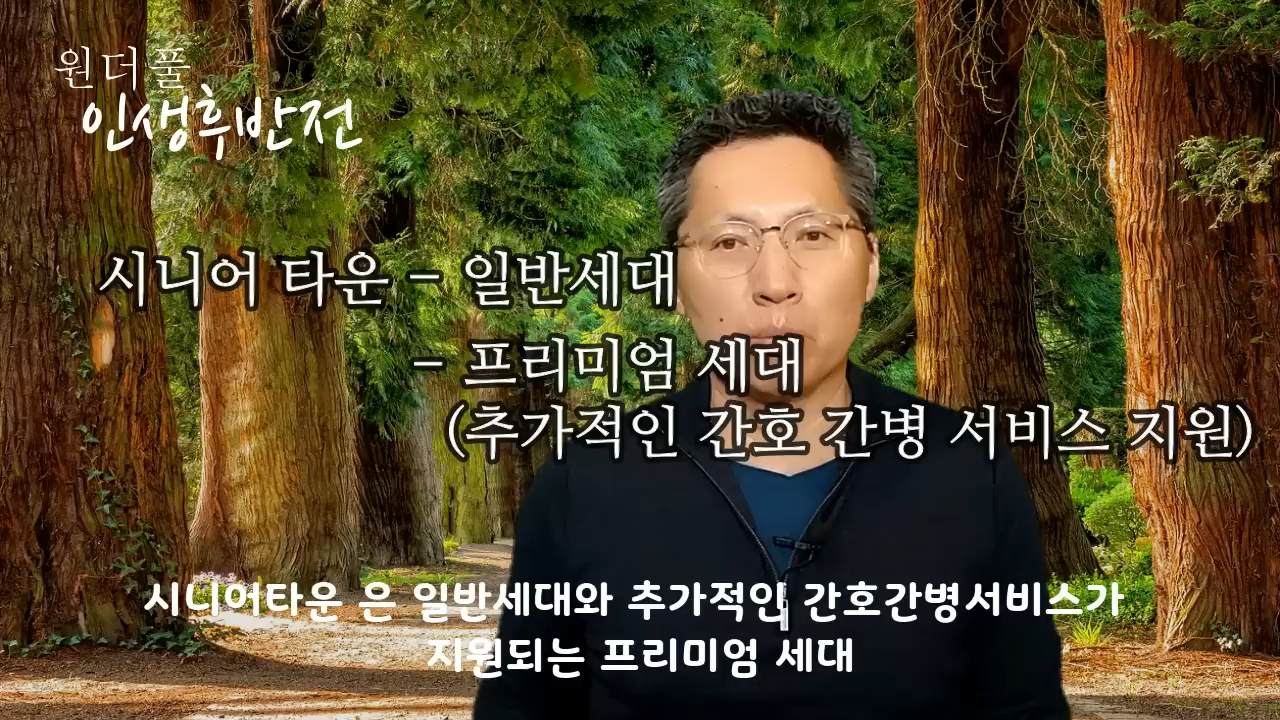 원더풀
인생후반전
시니어 타운 - 일반세대
- 프리미엄 세대
(추가적인 간호 간병 서비스 지원)
시니어타운 은 일반세대와 추가적인 간호간병서비스가
지원되는 프리미엄 세대